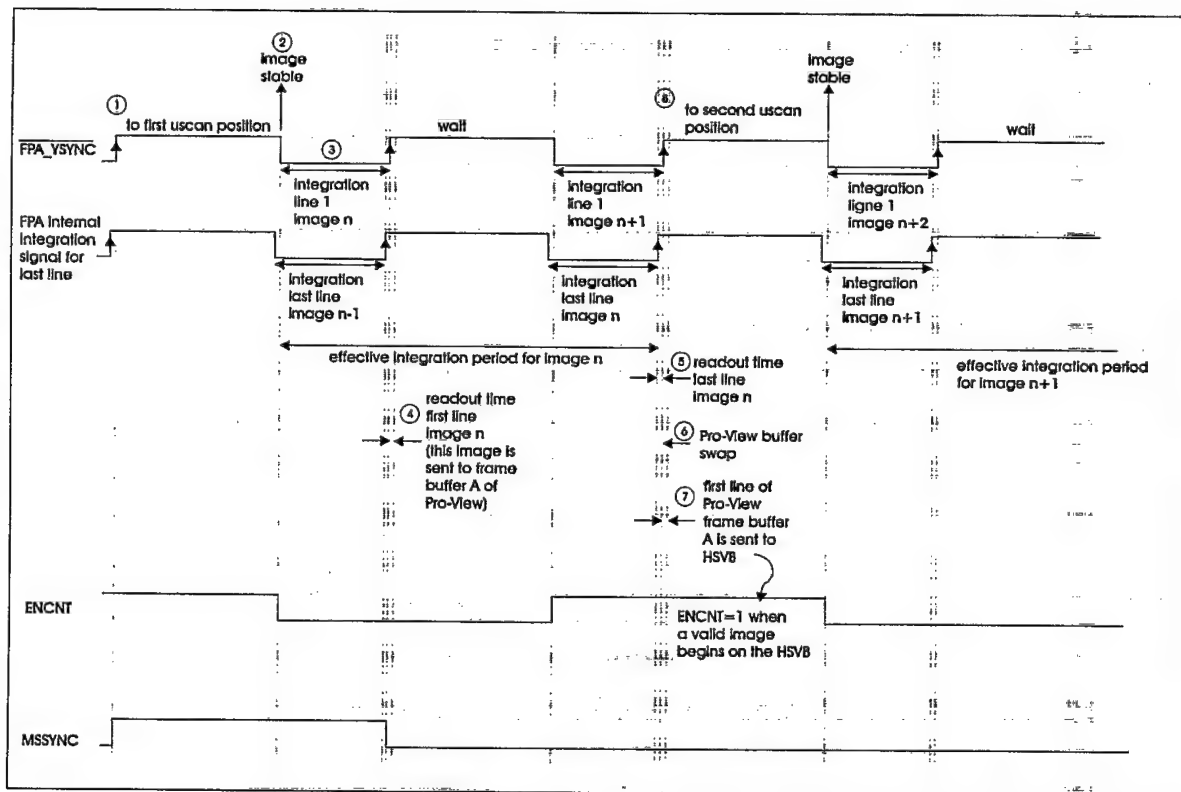 ②
image
stable
image
stable
①
to first uscan position
wait
⑧
to second uscan
position
wait
FPA_YSYNC
③
integration
line 1
image n
integration
line 1
image n+1
integration
ligne 1
image n+2
FPA internal
integration
signal for
last line
integration
last line
image n-1
integration
last line
image n
integration
last line
image n+1
effective integration period for image n
effective integration period
for image n+1
⑤ readout time
last line
image n
④ readout time
first line
image n
(this image is
sent to frame
buffer A of
Pro-View)
⑥ Pro-View buffer
swap
⑦ first line of
Pro-View
frame buffer
A is sent to
HSVB
ENCNT
ENCNT=1 when
a valid image
begins on the HSVB
MSSYNC